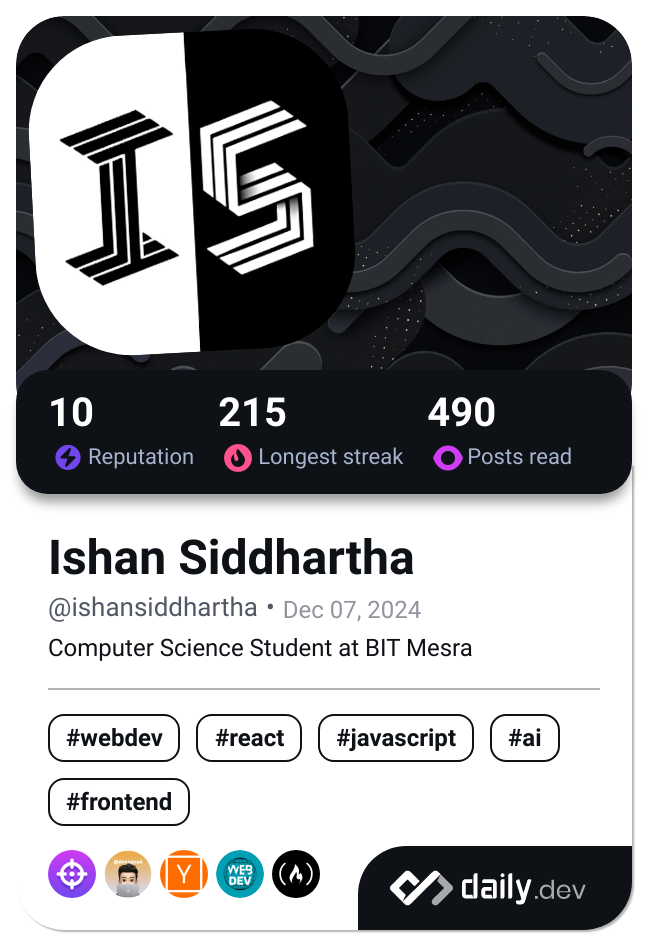 IS
10 215 490
Reputation Longest streak Posts read
Ishan Siddhartha
@ishansiddhartha • Dec 07, 2024
Computer Science Student at BIT Mesra
#webdev #react #javascript #ai
#frontend
Y WEB DEV
daily.dev